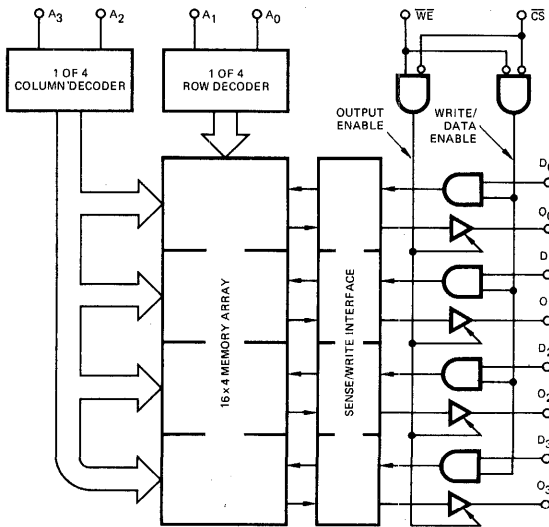 A3 A2 A1 A0 WE CS
1 OF 4
COLUMN DECODER
1 OF 4
ROW DECODER
OUTPUT
ENABLE
WRITE/
DATA
ENABLE
16 x 4 MEMORY ARRAY
SENSE/WRITE INTERFACE
D0
O0
D
O
D2
O2
D3
O3